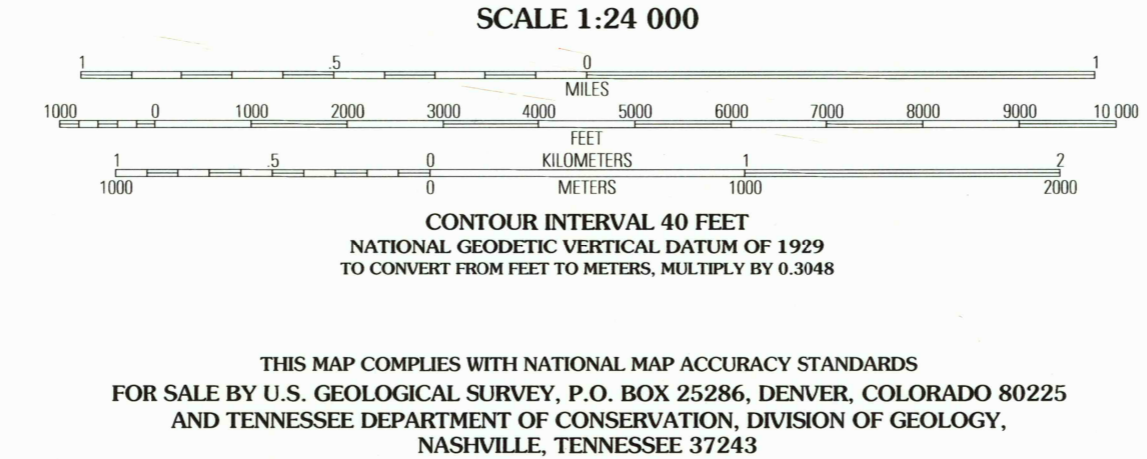 SCALE 1:24 000
1 .5 0 1
MILES
1000 0 1000 2000 3000 4000 5000 6000 7000 8000 9000 10 000
FEET
1 .5 0 KILOMETERS 1 2
1000 0 METERS 1000 2000
CONTOUR INTERVAL 40 FEET
NATIONAL GEODETIC VERTICAL DATUM OF 1929
TO CONVERT FROM FEET TO METERS, MULTIPLY BY 0.3048
THIS MAP COMPLIES WITH NATIONAL MAP ACCURACY STANDARDS
FOR SALE BY U.S. GEOLOGICAL SURVEY, P.O. BOX 25286, DENVER, COLORADO 80225
AND TENNESSEE DEPARTMENT OF CONSERVATION, DIVISION OF GEOLOGY,
NASHVILLE, TENNESSEE 37243